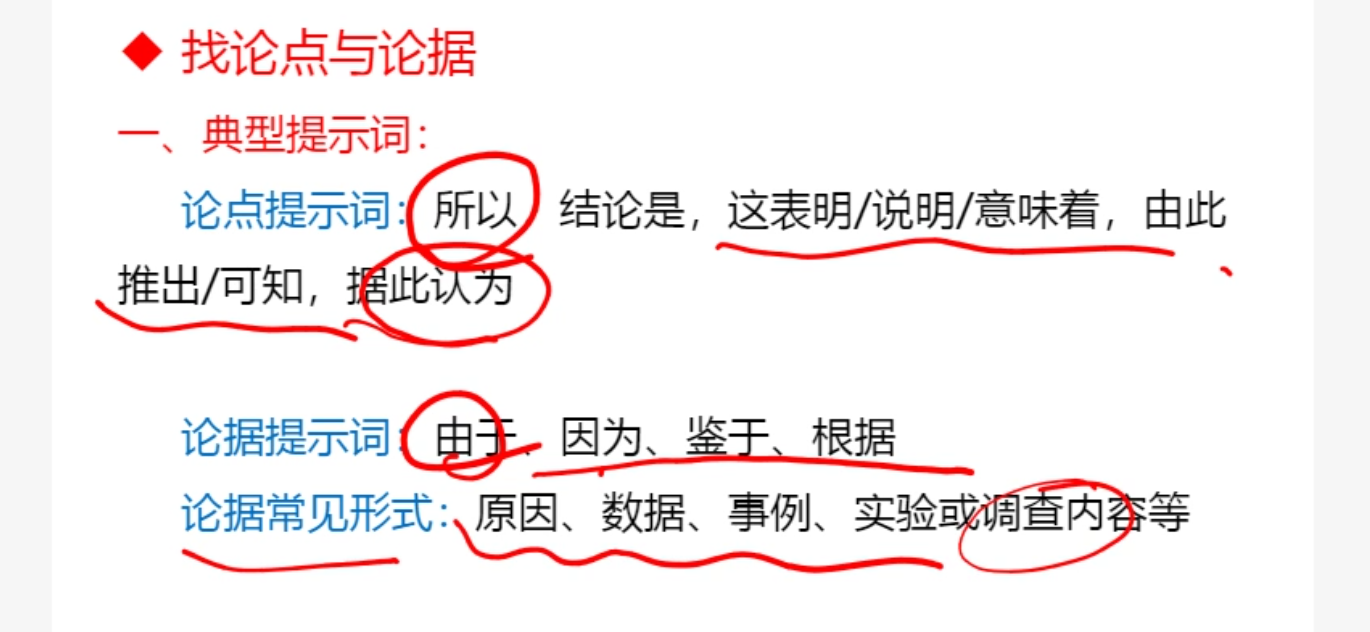 ◆ 找论点与论据
一、典型提示词：
论点提示词：所以，结论是，这表明/说明/意味着，由此
推出/可知，据此认为
论据提示词：由于、因为、鉴于、根据
论据常见形式：原因、数据、事例、实验或调查内容等